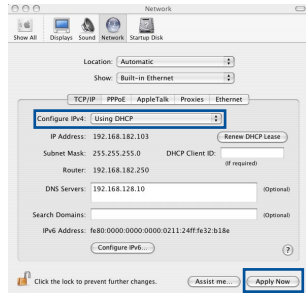 Network
Show All Displays Sound Network Startup Disk
Location: Automatic
Show: Built-in Ethernet
TCP/IP PPPoE AppleTalk Proxies Ethernet
Configure IPv4: Using DHCP
IP Address: 192.168.182.103 Renew DHCP Lease
Subnet Mask: 255.255.255.0 DHCP Client ID:
(If required)
Router: 192.168.182.250
DNS Servers: 192.168.128.10 (Optional)
Search Domains: (Optional)
IPv6 Address: fe80:0000:0000:0000:0211:24ff:fe32:b18e
Configure IPv6... ?
Click the lock to prevent further changes. Assist me... Apply Now